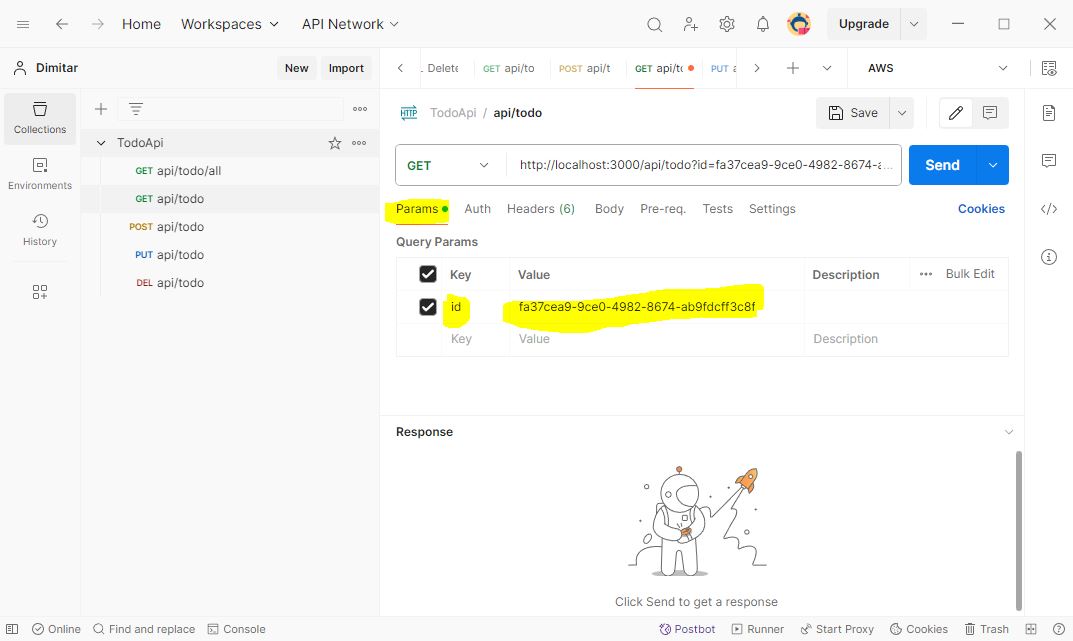 Home Workspaces API Network Upgrade
Dimitar New Import Delete GET api/to POST api/t GET api/tc PUT AWS
Collections
Environments
History
TodoApi
GET api/todo/all
GET api/todo
POST api/todo
PUT api/todo
DEL api/todo
HTTP TodoApi / api/todo Save
GET http://localhost:3000/api/todo?id=fa37cea9-9ce0-4982-8674-a... Send
Params Auth Headers (6) Body Pre-req. Tests Settings Cookies
Query Params
Key Value Description Bulk Edit
id fa37cea9-9ce0-4982-8674-ab9fdcff3c8f
Key Value Description
Response
Click Send to get a response
Online Find and replace Console Postbot Runner Start Proxy Cookies Trash